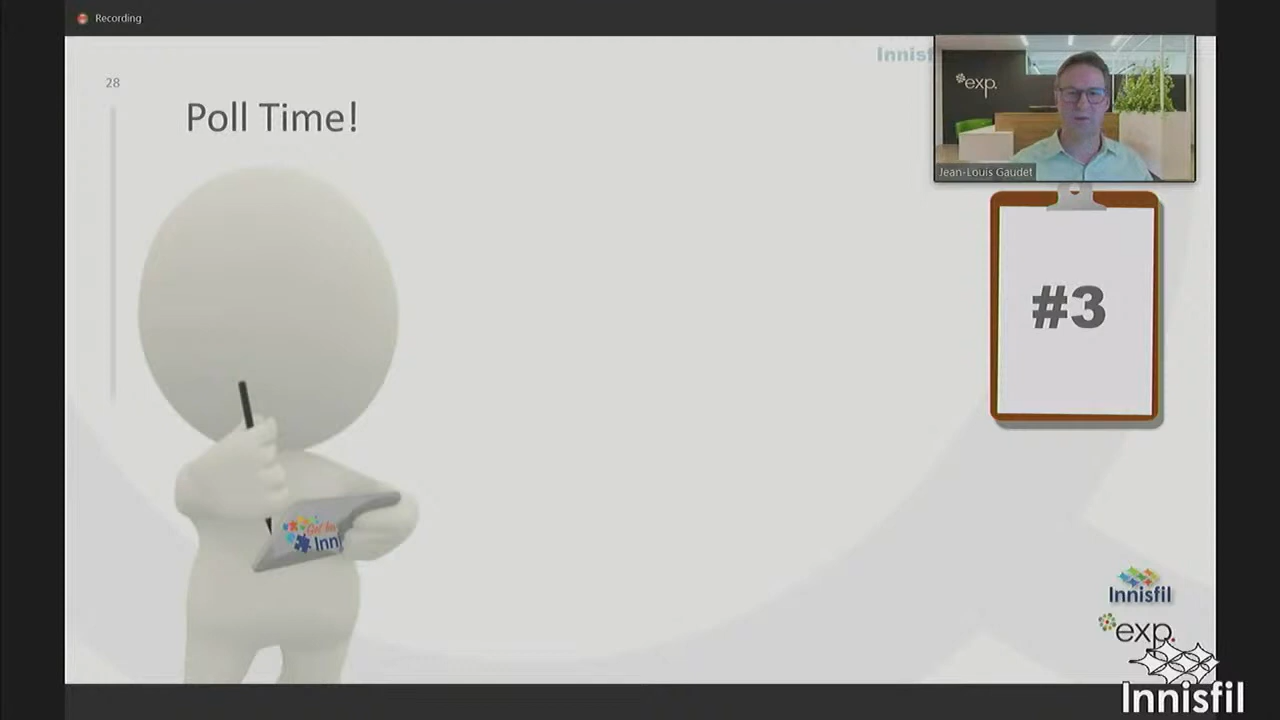 Recording
Innisf
28
Poll Time!
exp.
Jean-Louis Gaudet
#3
Inn
Innisfil
exp.
Innisfil